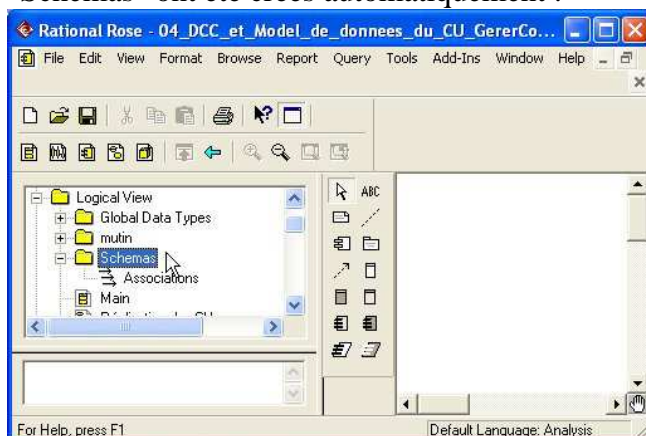 "Schemas" ont été créés automatiquement :
Rational Rose - 04_DCC_et_Model_de_donnees_du_CU_GererCo...
File Edit View Format Browse Report Query Tools Add-Ins Window Help
ABC
Logical View
Global Data Types
mutin
Schemas
Associations
Main
For Help, press F1
Default Language: Analysis